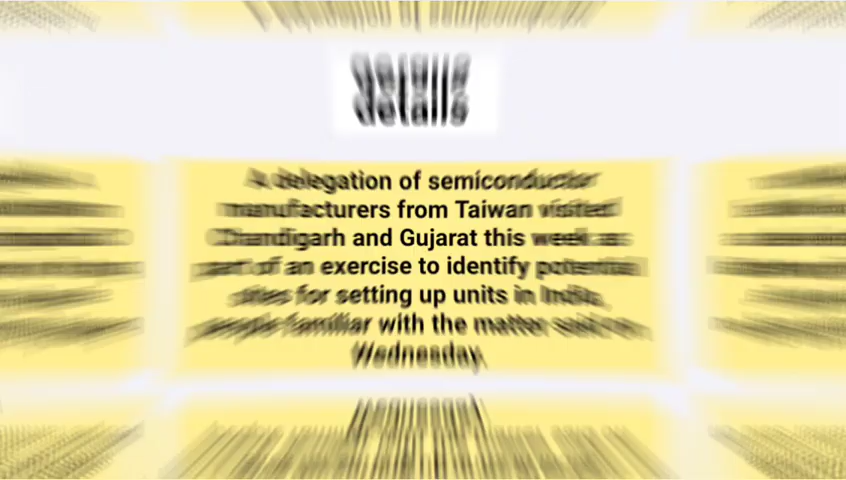 details
A delegation of semiconductor
manufacturers from Taiwan visited
Chandigarh and Gujarat this week as
part of an exercise to identify potential
sites for setting up units in India,
people familiar with the matter said on
Wednesday.